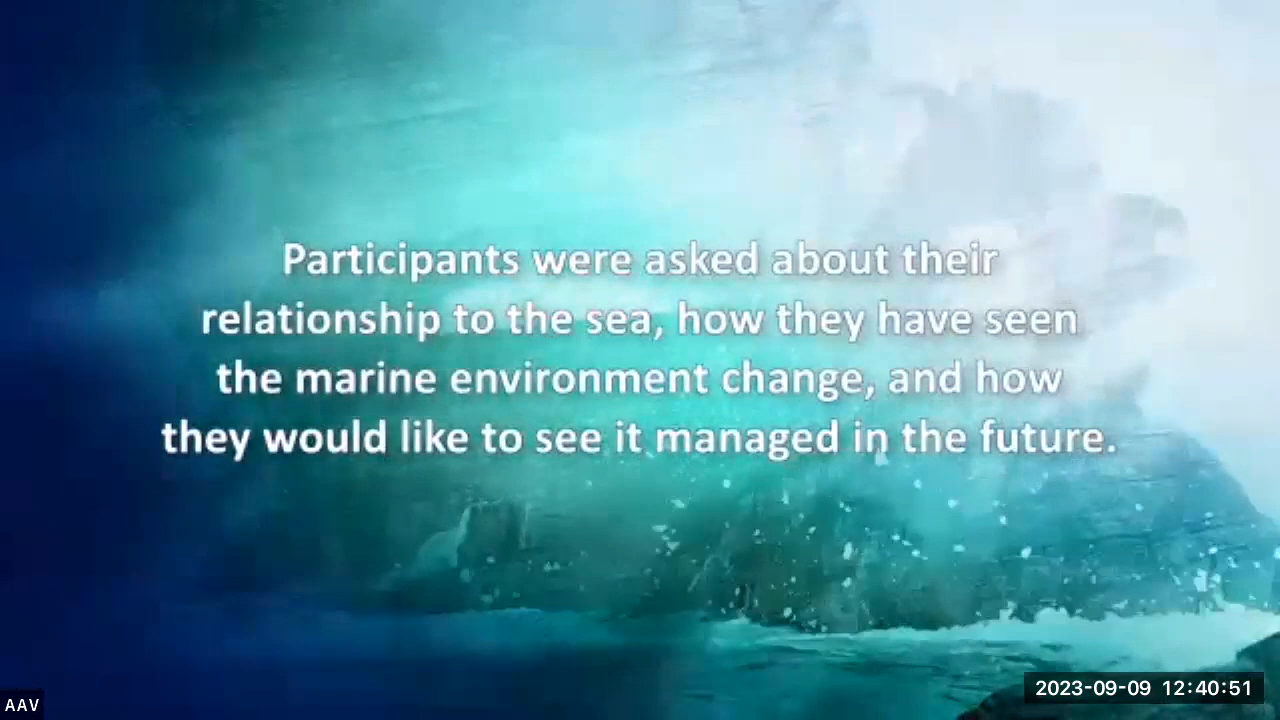 Participants were asked about their
relationship to the sea, how they have seen
the marine environment change, and how
they would like to see it managed in the future.
2023-09-09 12:40:51
AAV